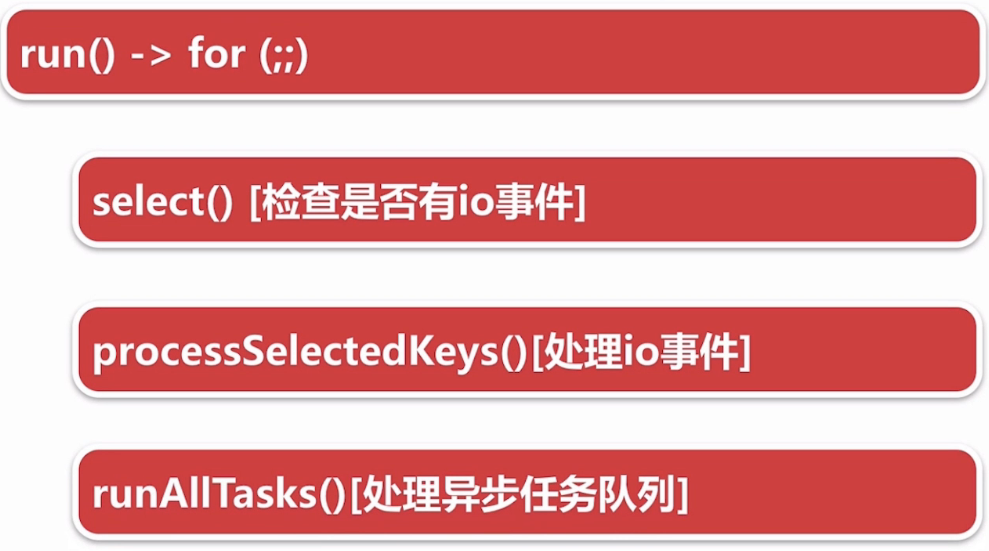 run() -> for (;;)
select() [检查是否有io事件]
processSelectedKeys()[处理io事件]
runAllTasks()[处理异步任务队列]